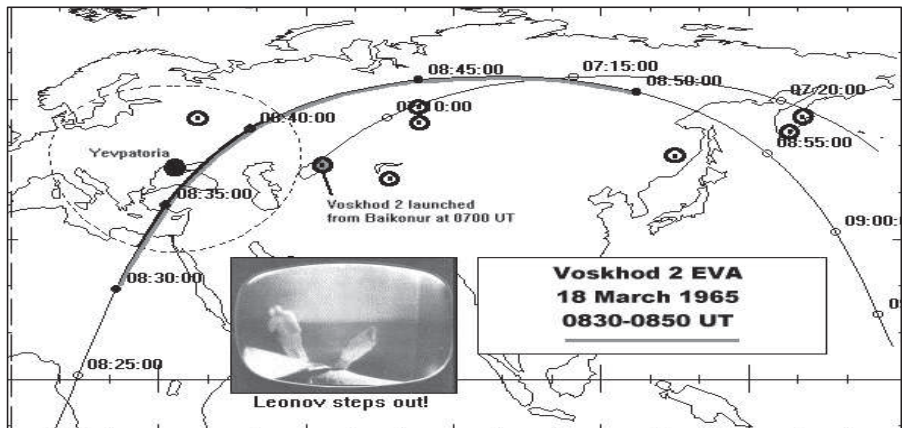 07:15:00
08:45:00
08:50:00
07:20:00
07:10:00
08:40:00
08:55:00
Yevpatoria
08:35:00
Voskhod 2 launched
from Baikonur at 0700 UT
09:00:
08:30:00
Voskhod 2 EVA
18 March 1965
0830-0850 UT
08:25:00
Leonov steps out!